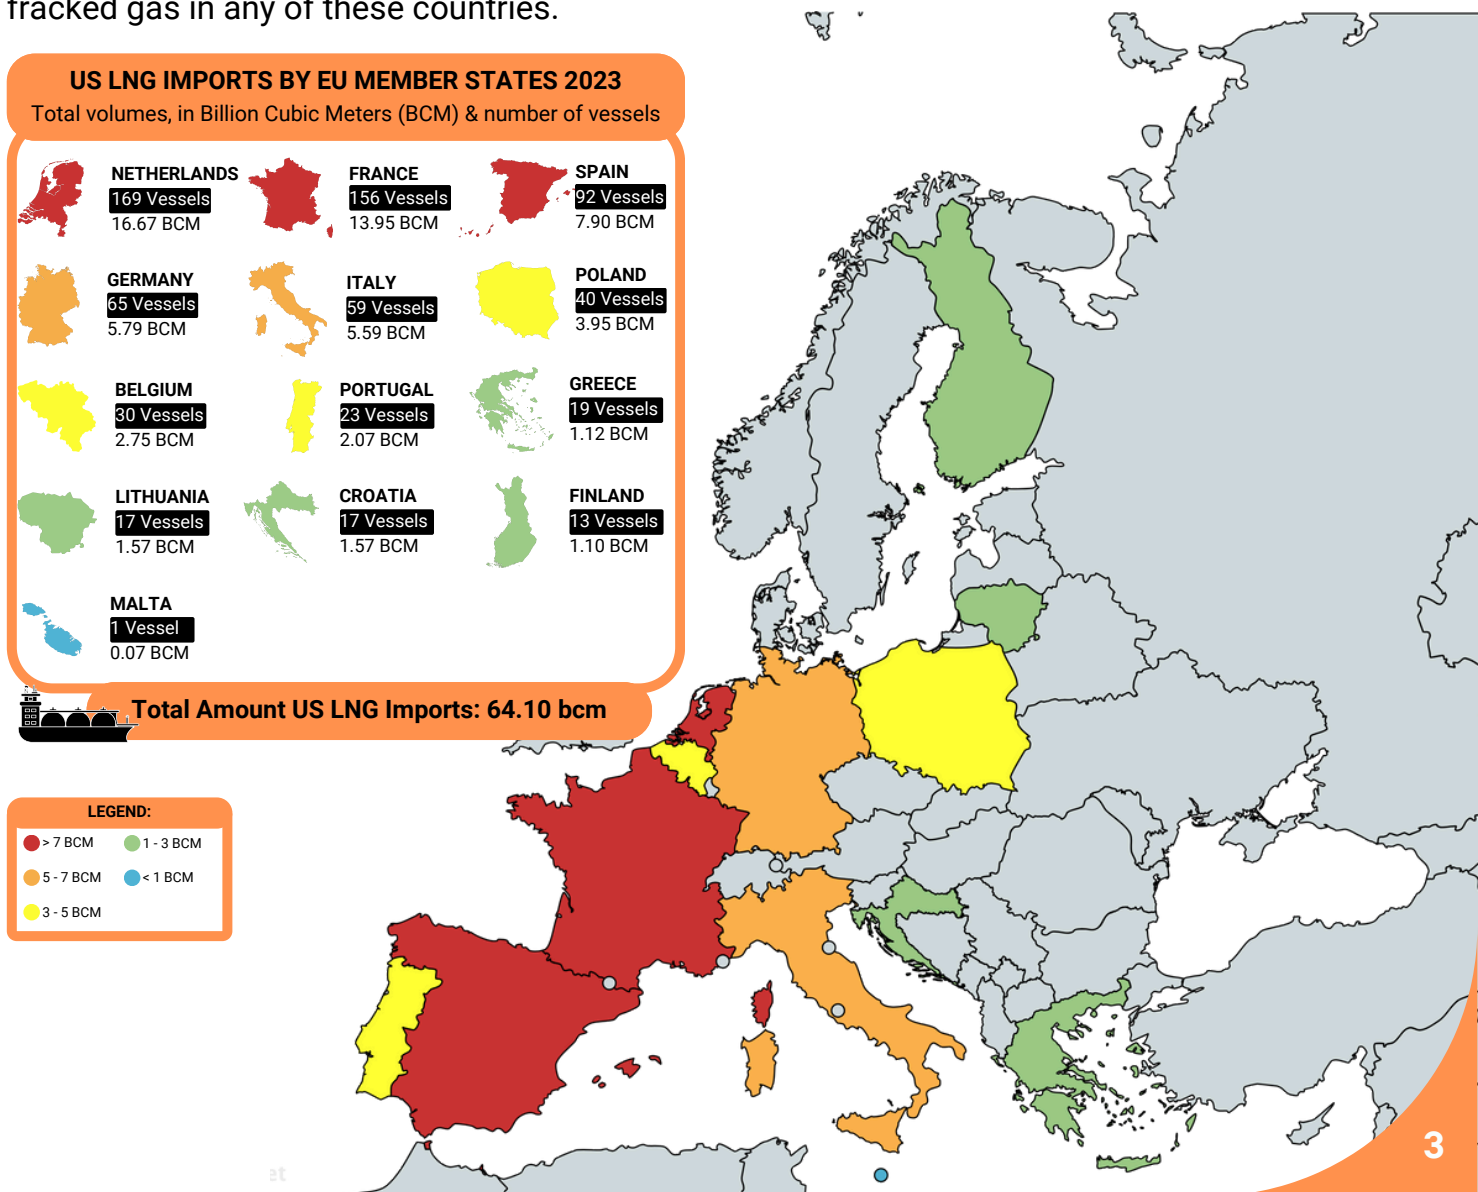 fracked gas in any of these countries.
US LNG IMPORTS BY EU MEMBER STATES 2023
Total volumes, in Billion Cubic Meters (BCM) & number of vessels
NETHERLANDS
169 Vessels
16.67 BCM
FRANCE
156 Vessels
13.95 BCM
SPAIN
92 Vessels
7.90 BCM
GERMANY
65 Vessels
5.79 BCM
ITALY
59 Vessels
5.59 BCM
POLAND
40 Vessels
3.95 BCM
BELGIUM
30 Vessels
2.75 BCM
PORTUGAL
23 Vessels
2.07 BCM
GREECE
19 Vessels
1.12 BCM
LITHUANIA
17 Vessels
1.57 BCM
CROATIA
17 Vessels
1.57 BCM
FINLAND
13 Vessels
1.10 BCM
MALTA
1 Vessel
0.07 BCM
Total Amount US LNG Imports: 64.10 bcm
LEGEND:
> 7 BCM
1 - 3 BCM
5 - 7 BCM
< 1 BCM
3 - 5 BCM
3